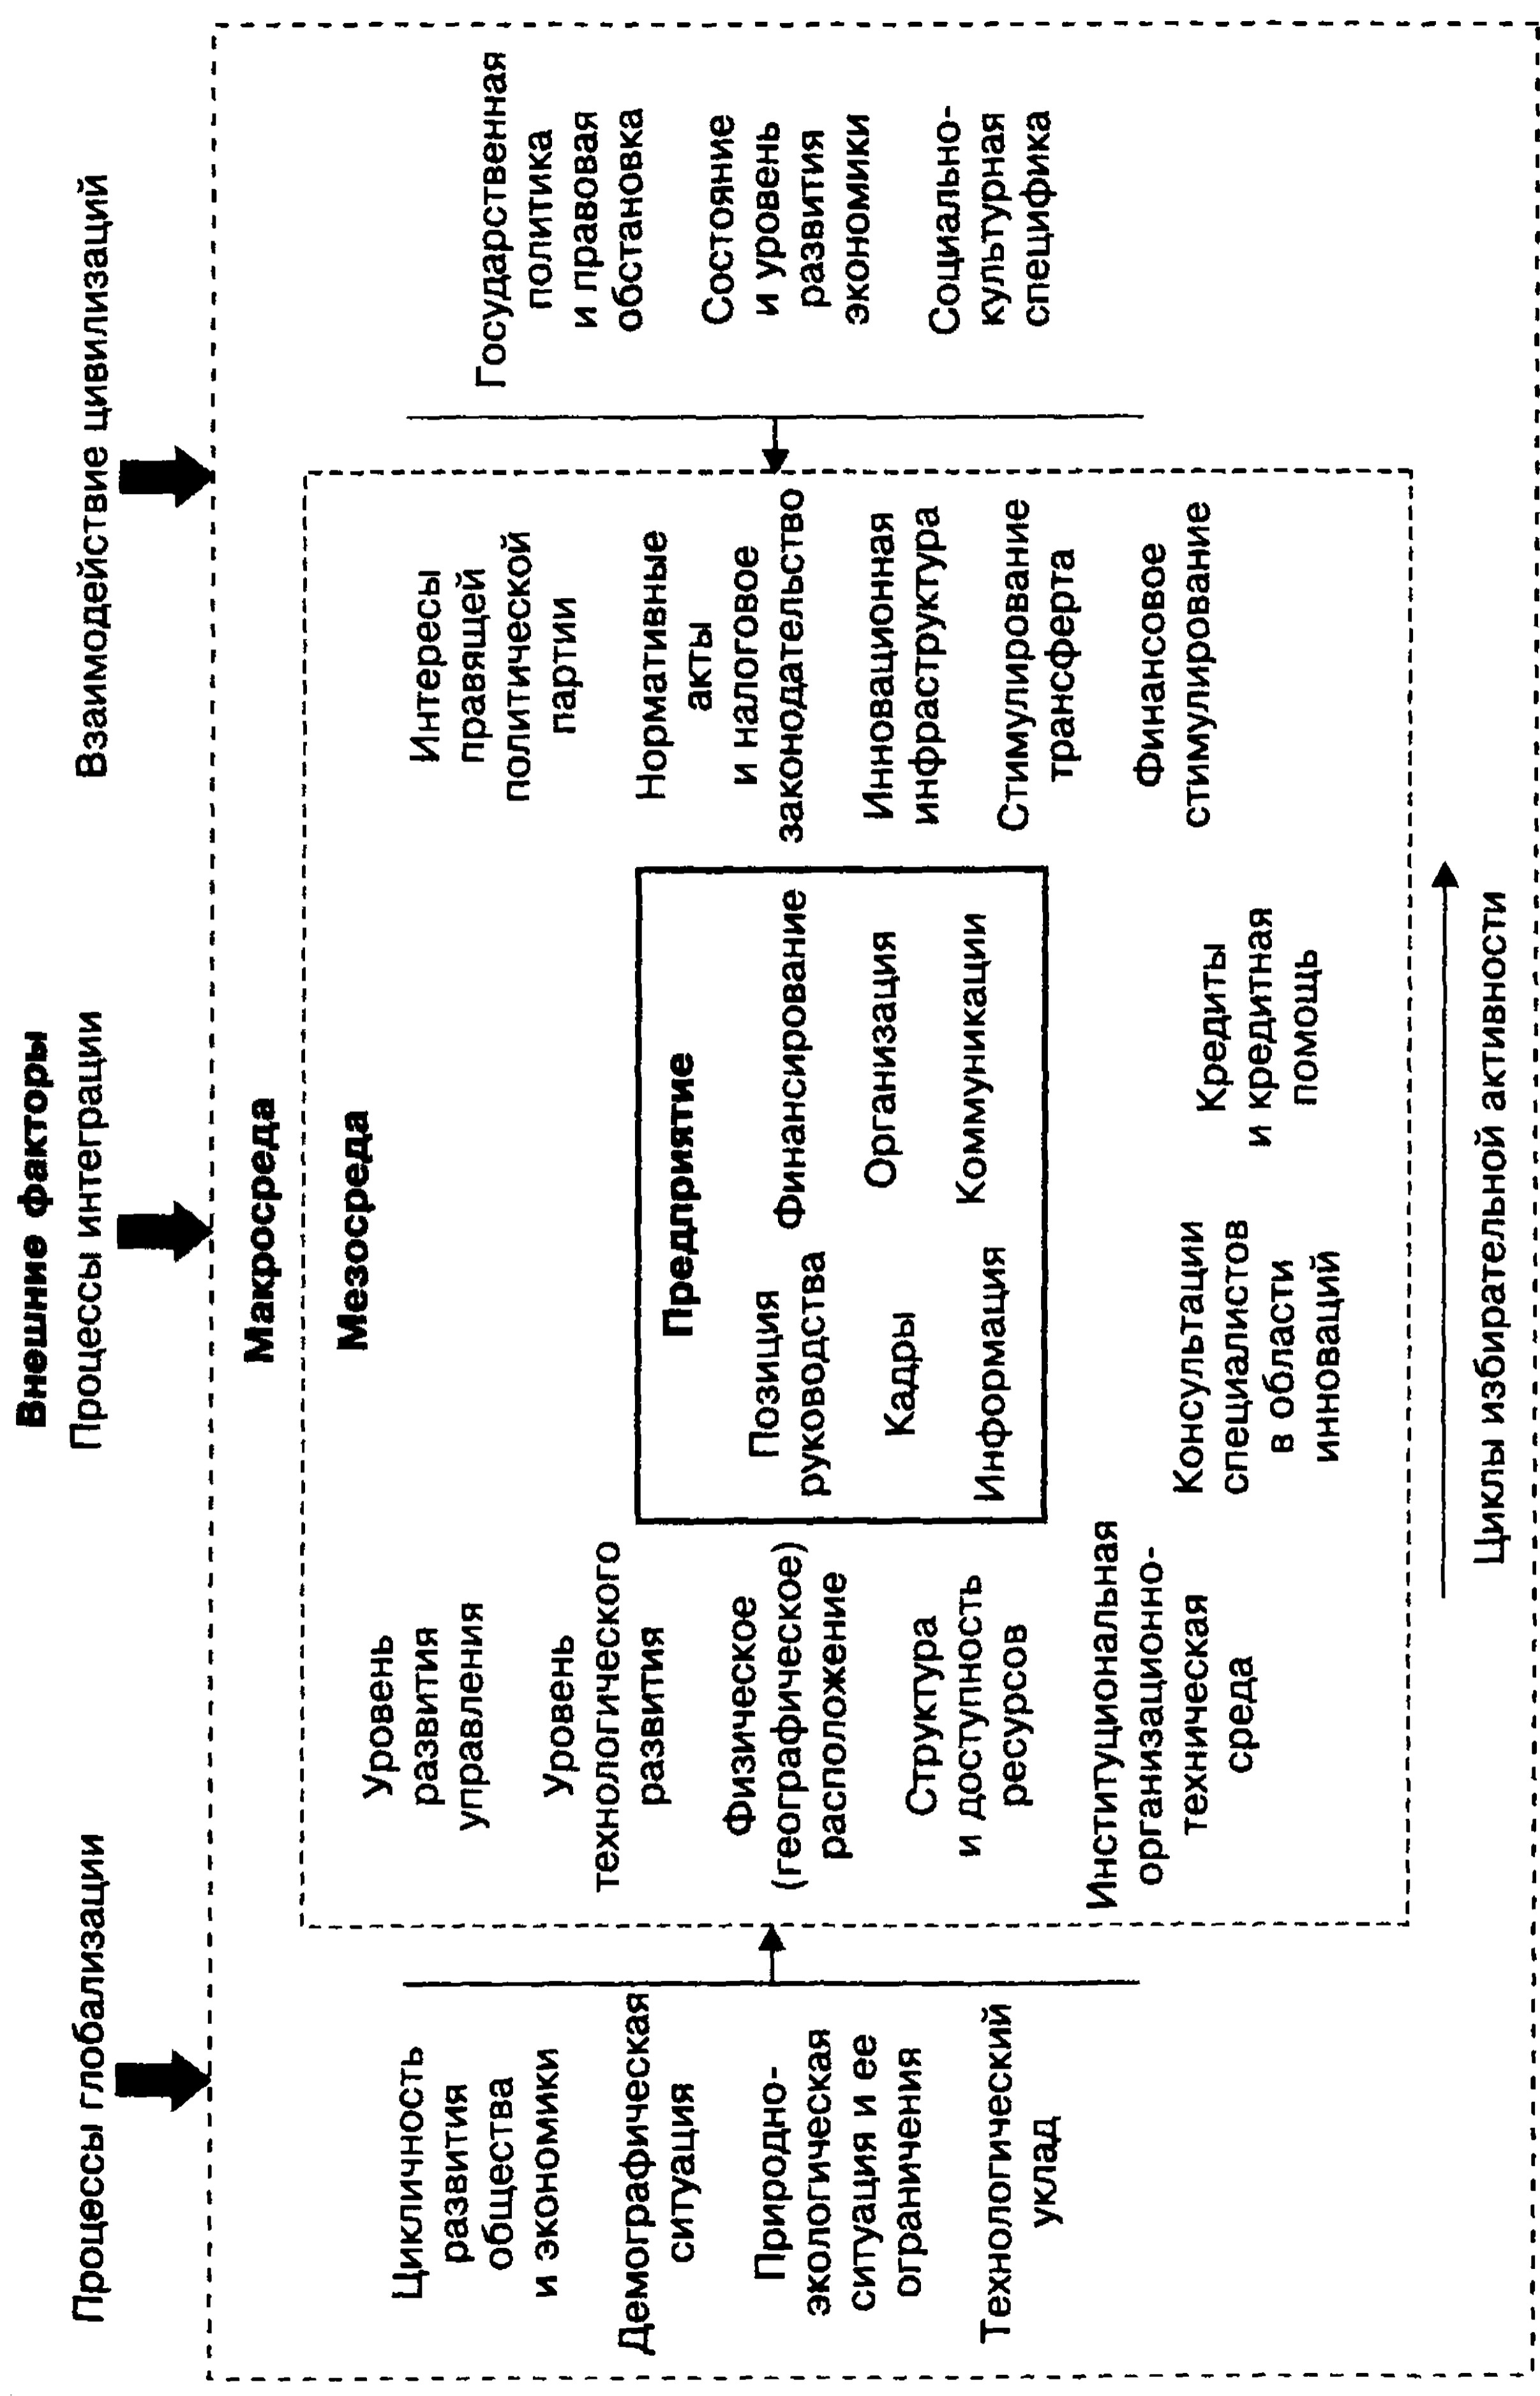 Внешние факторы
Процессы глобализации
Процессы интеграции
Взаимодействие цивилизаций
Макросреда
Мезосреда
Цикличность
развития
общества
и экономики
Демографическая
ситуация
Природно-
экологическая
ситуация и ее
ограничения
Технологический
уклад
Уровень
развития
управления
Уровень
технологического
развития
Физическое
(географическое)
расположение
Структура
и доступность
ресурсов
Институциональная
организационно-
техническая
среда
Предприятие
Позиция
руководства
Кадры
Информация
Финансирование
Организация
Коммуникации
Консультации
специалистов
в области
инноваций
Кредиты
и кредитная
помощь
Интересы
правящей
политической
партии
Нормативные
акты
и налоговое
законодательство
Инновационная
инфраструктура
Стимулирование
трансферта
Финансовое
стимулирование
Государственная
политика
и правовая
обстановка
Состояние
и уровень
развития
экономики
Социально-
культурная
специфика
Циклы избирательной активности